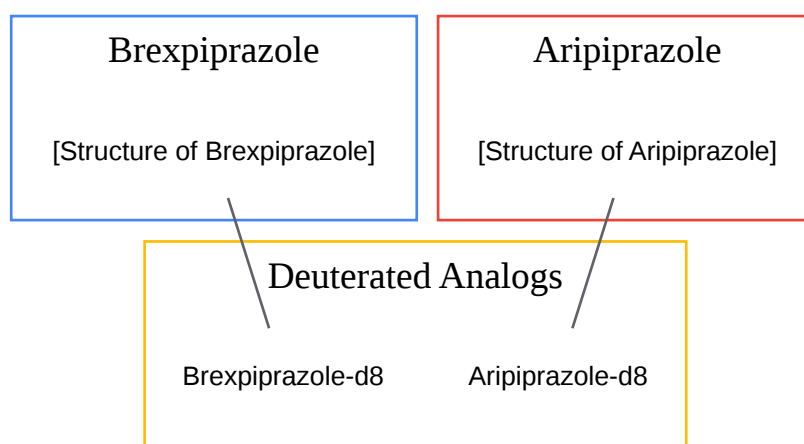 Brexpiprazole
Aripiprazole
[Structure of Brexpiprazole]
[Structure of Aripiprazole]
Deuterated Analogs
Brexpiprazole-d8
Aripiprazole-d8